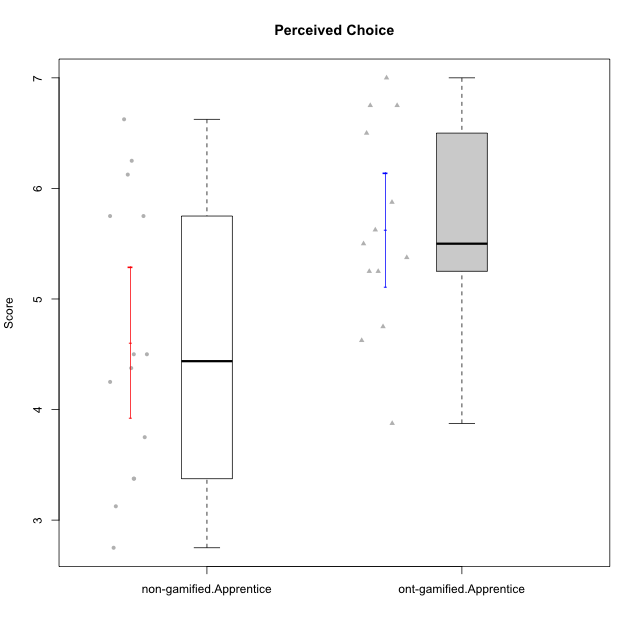 Perceived Choice
7
6
5
4
3
Score
non-gamified.Apprentice
ont-gamified.Apprentice